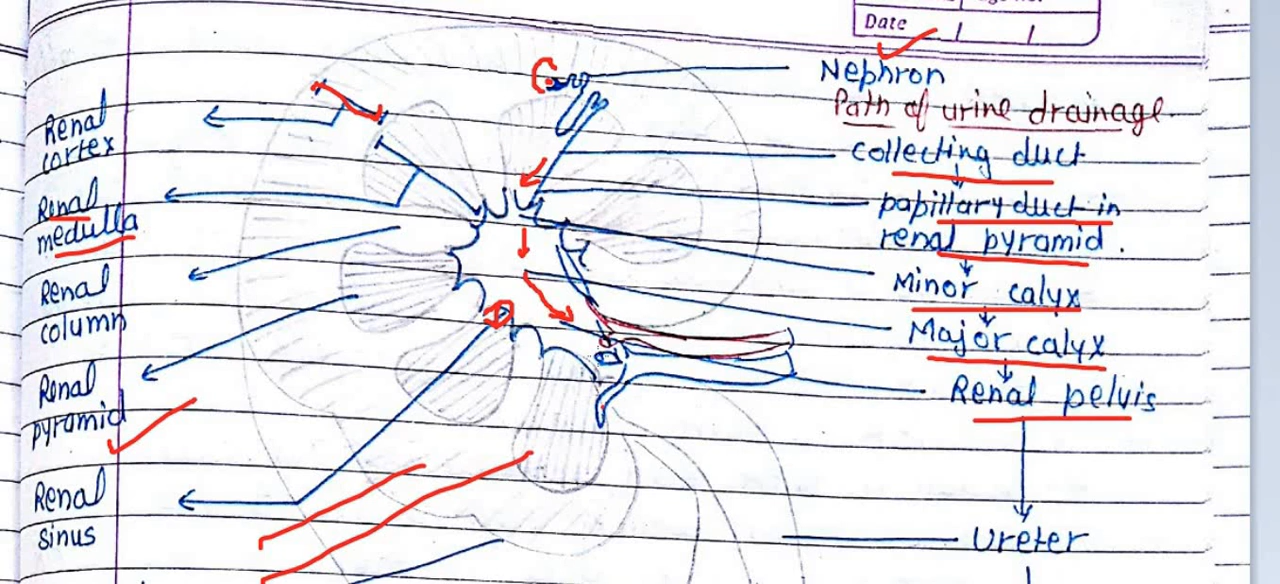 Date
Nephron
Path of urine drainage
collecting duct
papillary duct in
renal pyramid.
Minor calyx
Major calyx
Renal pelvis
Ureter
Renal
cortex
Renal
medulla
Renal
column
Renal
pyramid
Renal
sinus